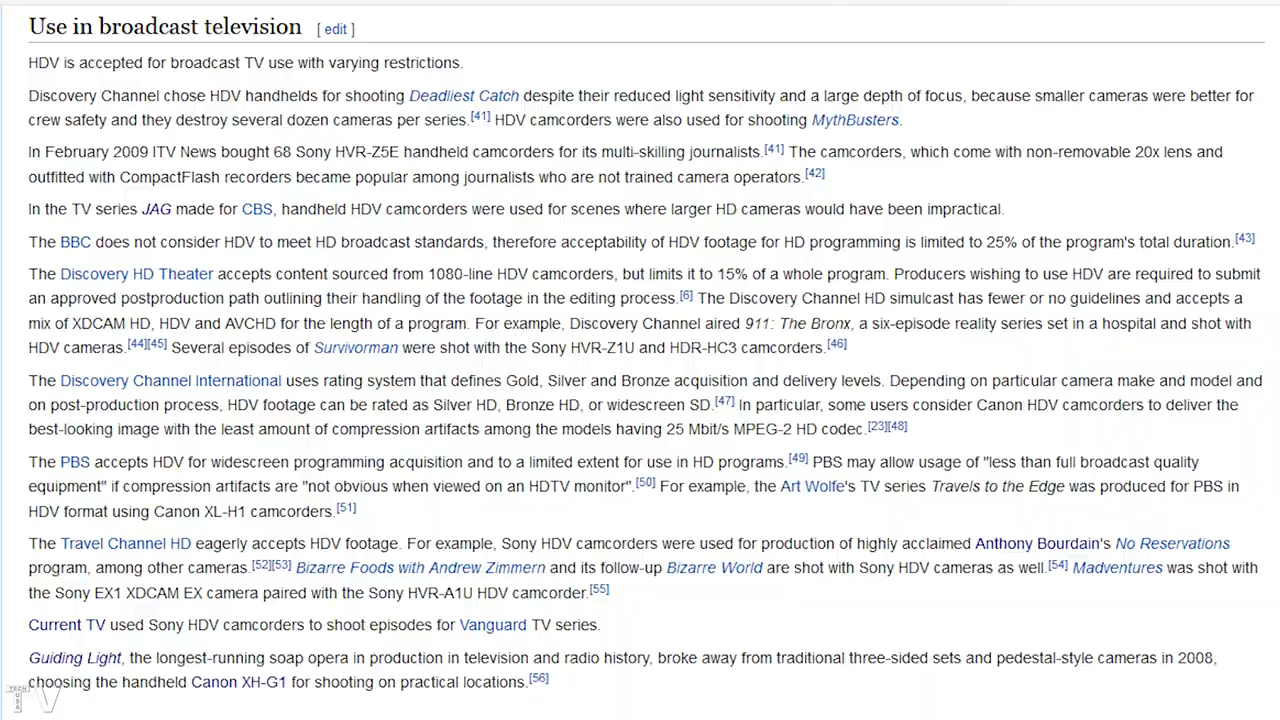 Use in broadcast television [ edit ]
HDV is accepted for broadcast TV use with varying restrictions.
Discovery Channel chose HDV handhelds for shooting Deadliest Catch despite their reduced light sensitivity and a large depth of focus, because smaller cameras were better for
crew safety and they destroy several dozen cameras per series.[41] HDV camcorders were also used for shooting MythBusters.
In February 2009 ITV News bought 68 Sony HVR-Z5E handheld camcorders for its multi-skilling journalists.[41] The camcorders, which come with non-removable 20x lens and
outfitted with CompactFlash recorders became popular among journalists who are not trained camera operators.[42]
In the TV series JAG made for CBS, handheld HDV camcorders were used for scenes where larger HD cameras would have been impractical.
The BBC does not consider HDV to meet HD broadcast standards, therefore acceptability of HDV footage for HD programming is limited to 25% of the program's total duration.[43]
The Discovery HD Theater accepts content sourced from 1080-line HDV camcorders, but limits it to 15% of a whole program. Producers wishing to use HDV are required to submit
an approved postproduction path outlining their handling of the footage in the editing process.[6] The Discovery Channel HD simulcast has fewer or no guidelines and accepts a
mix of XDCAM HD, HDV and AVCHD for the length of a program. For example, Discovery Channel aired 911: The Bronx, a six-episode reality series set in a hospital and shot with
HDV cameras.[44][45] Several episodes of Survivorman were shot with the Sony HVR-Z1U and HDR-HC3 camcorders.[46]
The Discovery Channel International uses rating system that defines Gold, Silver and Bronze acquisition and delivery levels. Depending on particular camera make and model and
on post-production process, HDV footage can be rated as Silver HD, Bronze HD, or widescreen SD.[47] In particular, some users consider Canon HDV camcorders to deliver the
best-looking image with the least amount of compression artifacts among the models having 25 Mbit/s MPEG-2 HD codec.[23][48]
The PBS accepts HDV for widescreen programming acquisition and to a limited extent for use in HD programs.[49] PBS may allow usage of "less than full broadcast quality
equipment" if compression artifacts are "not obvious when viewed on an HDTV monitor".[50] For example, the Art Wolfe's TV series Travels to the Edge was produced for PBS in
HDV format using Canon XL-H1 camcorders.[51]
The Travel Channel HD eagerly accepts HDV footage. For example, Sony HDV camcorders were used for production of highly acclaimed Anthony Bourdain's No Reservations
program, among other cameras.[52][53] Bizarre Foods with Andrew Zimmern and its follow-up Bizarre World are shot with Sony HDV cameras as well.[54] Madventures was shot with
the Sony EX1 XDCAM EX camera paired with the Sony HVR-A1U HDV camcorder.[55]
Current TV used Sony HDV camcorders to shoot episodes for Vanguard TV series.
Guiding Light, the longest-running soap opera in production in television and radio history, broke away from traditional three-sided sets and pedestal-style cameras in 2008,
choosing the handheld Canon XH-G1 for shooting on practical locations.[56]
TECH USA TV